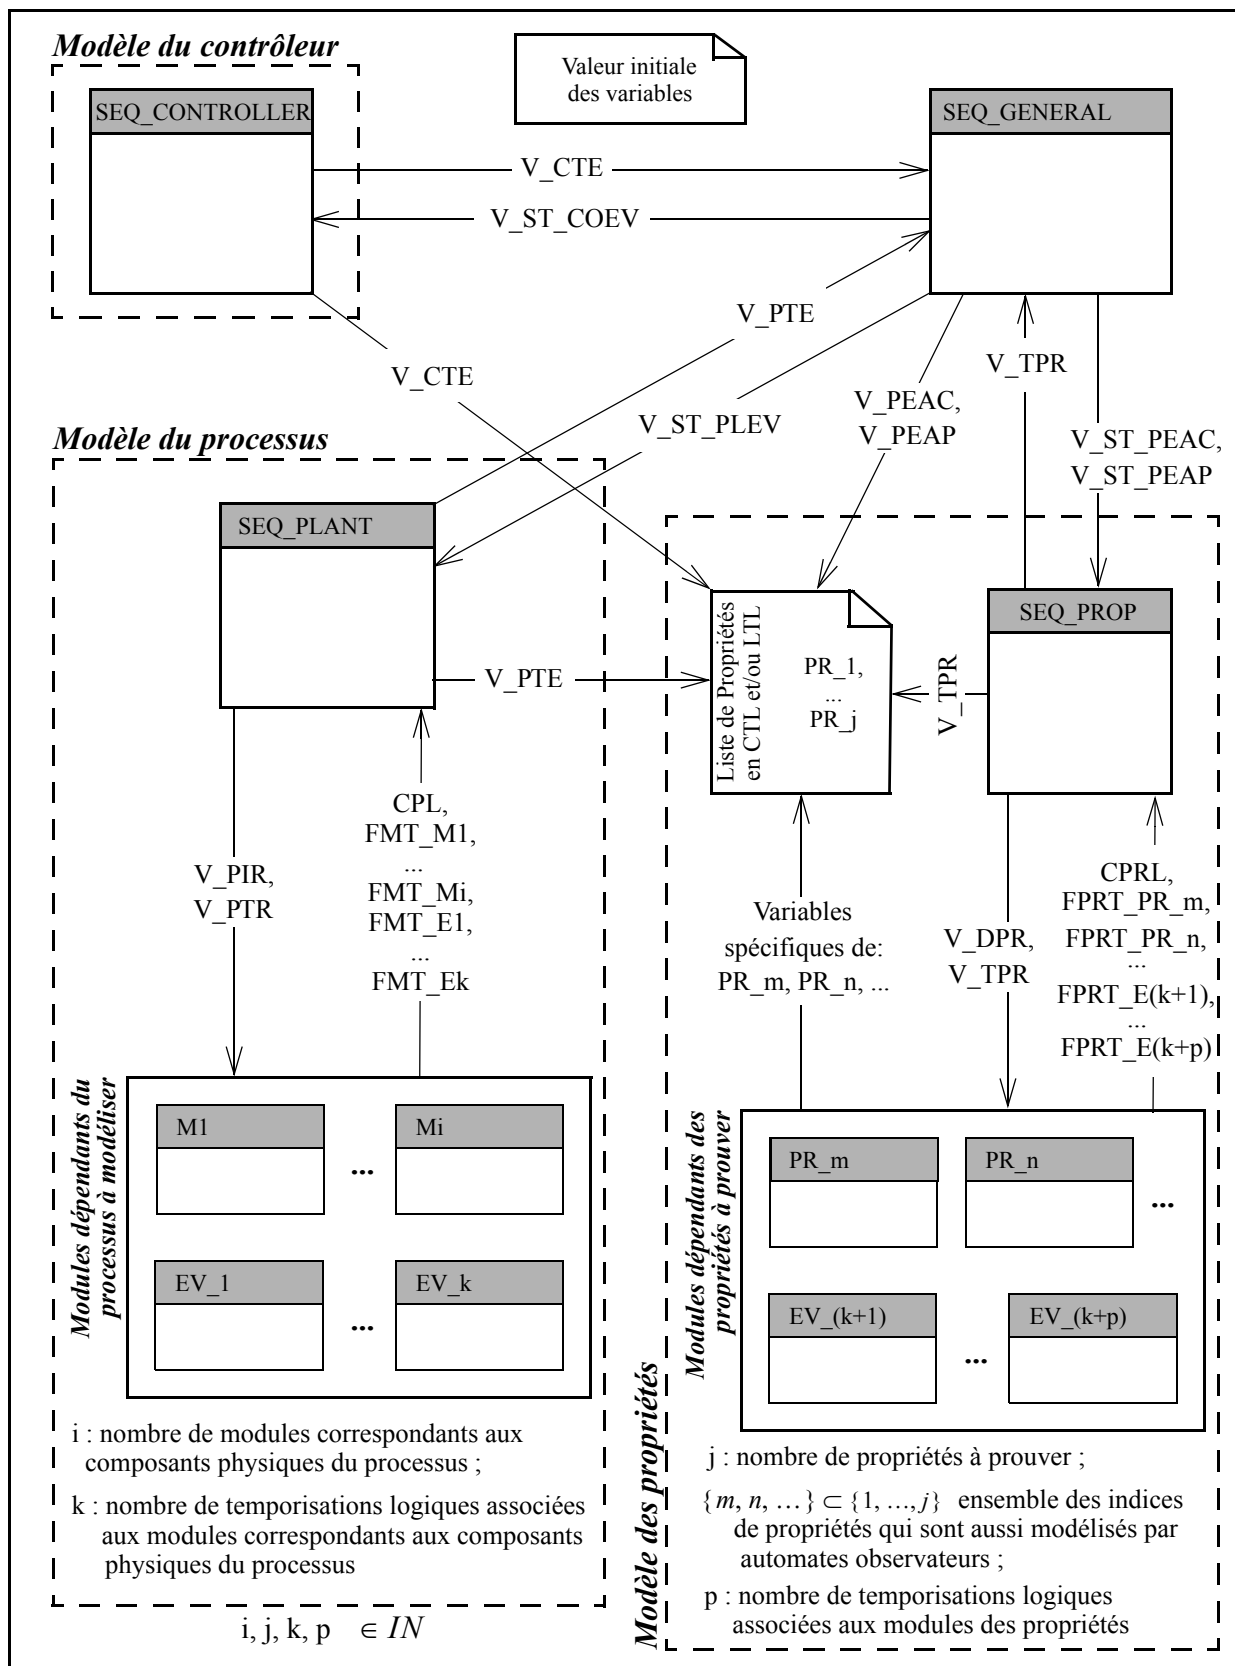 Modèle du contrôleur
Valeur initiale
des variables
SEQ_CONTROLLER
SEQ_GENERAL
V_CTE
V_ST_COEV
V_PTE
V_CTE
V_TPR
V_PEAC,
V_PEAP
V_ST_PLEV
V_ST_PEAC,
V_ST_PEAP
Modèle du processus
SEQ_PLANT
SEQ_PROP
Liste de Propriétés
en CTL et/ou LTL
PR_1,
...
PR_j
V_PTE
V_TPR
CPL,
FMT_M1,
...
FMT_Mi,
FMT_E1,
...
FMT_Ek
V_PIR,
V_PTR
Variables
spécifiques de:
PR_m, PR_n, ...
V_DPR,
V_TPR
CPRL,
FPRT_PR_m,
FPRT_PR_n,
...
FPRT_E(k+1),
...
FPRT_E(k+p)
Modules dépendants du
processus à modéliser
M1
...
Mi
EV_1
...
EV_k
Modules dépendants des
propriétés à prouver
PR_m
PR_n
...
EV_(k+1)
...
EV_(k+p)
Modèle des propriétés
i : nombre de modules correspondants aux
composants physiques du processus ;
k : nombre de temporisations logiques associées
aux modules correspondants aux composants
physiques du processus
j : nombre de propriétés à prouver ;
{m, n, …} ⊂ {1, …, j} ensemble des indices
de propriétés qui sont aussi modélisés par
automates observateurs ;
p : nombre de temporisations logiques
associées aux modules des propriétés
i, j, k, p ∈ IN